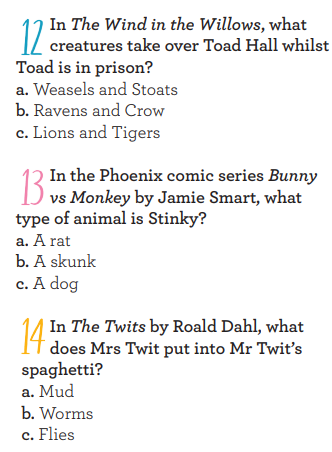 12 In The Wind in the Willows, what
creatures take over Toad Hall whilst
Toad is in prison?
a. Weasels and Stoats
b. Ravens and Crow
c. Lions and Tigers
13 In the Phoenix comic series Bunny
vs Monkey by Jamie Smart, what
type of animal is Stinky?
a. A rat
b. A skunk
c. A dog
14 In The Twits by Roald Dahl, what
does Mrs Twit put into Mr Twit's
spaghetti?
a. Mud
b. Worms
c. Flies